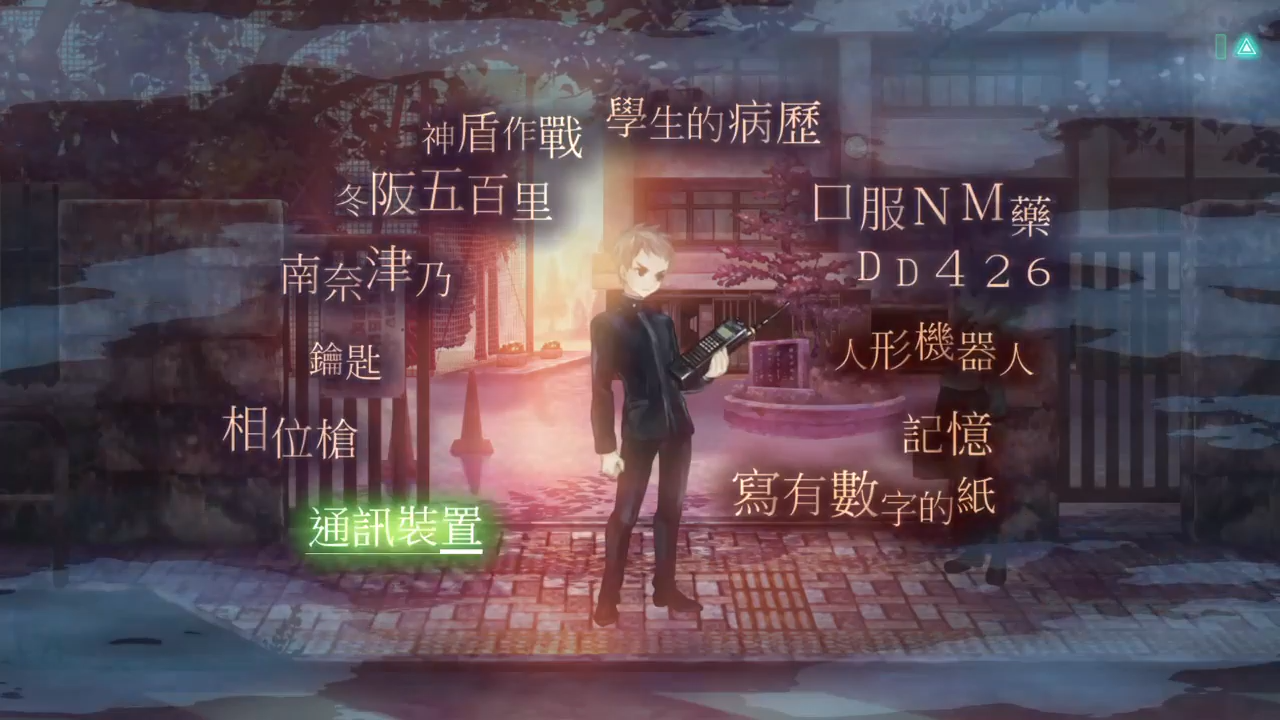 神盾作戰
學生的病歷
冬阪五百里
口服NM藥
DD426
南奈津乃
人形機器人
鑰匙
相位槍
記憶
寫有數字的紙
通訊裝置